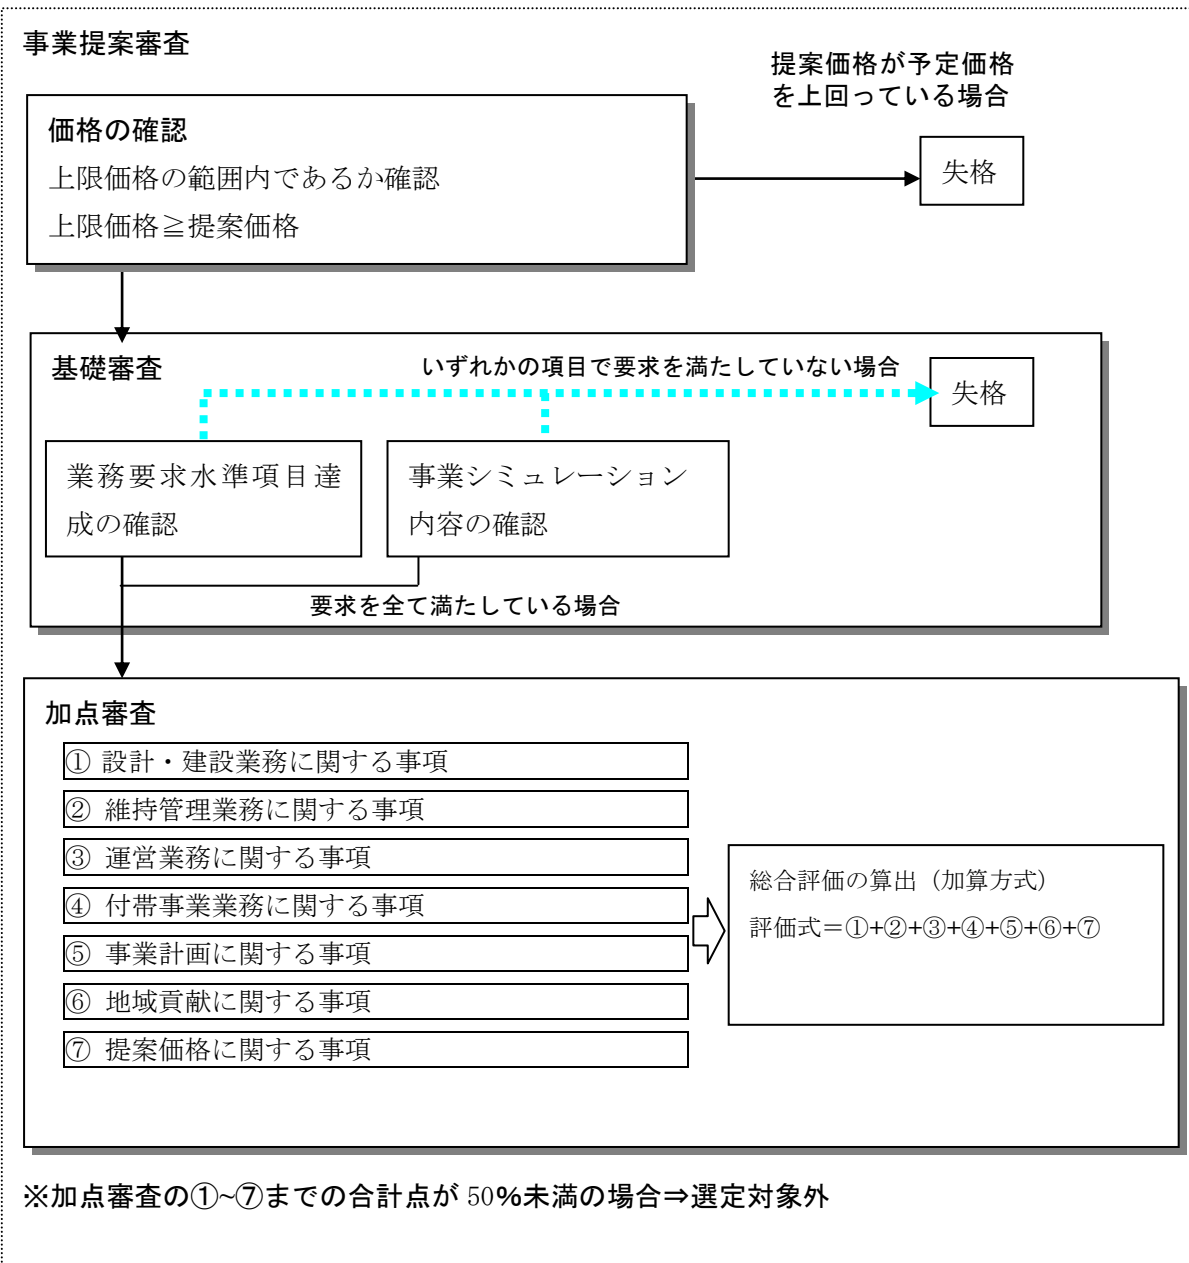 事業提案審査
提案価格が予定価格
を上回っている場合
価格の確認
上限価格の範囲内であるか確認
上限価格≧提案価格
失格
基礎審査
いずれかの項目で要求を満たしていない場合
失格
業務要求水準項目達
成の確認
事業シミュレーション
内容の確認
要求を全て満たしている場合
加点審査
① 設計・建設業務に関する事項
② 維持管理業務に関する事項
③ 運営業務に関する事項
④ 付帯事業業務に関する事項
⑤ 事業計画に関する事項
⑥ 地域貢献に関する事項
⑦ 提案価格に関する事項
総合評価の算出（加算方式）
評価式＝①+②+③+④+⑤+⑥+⑦
※加点審査の①~⑦までの合計点が 50%未満の場合⇒選定対象外